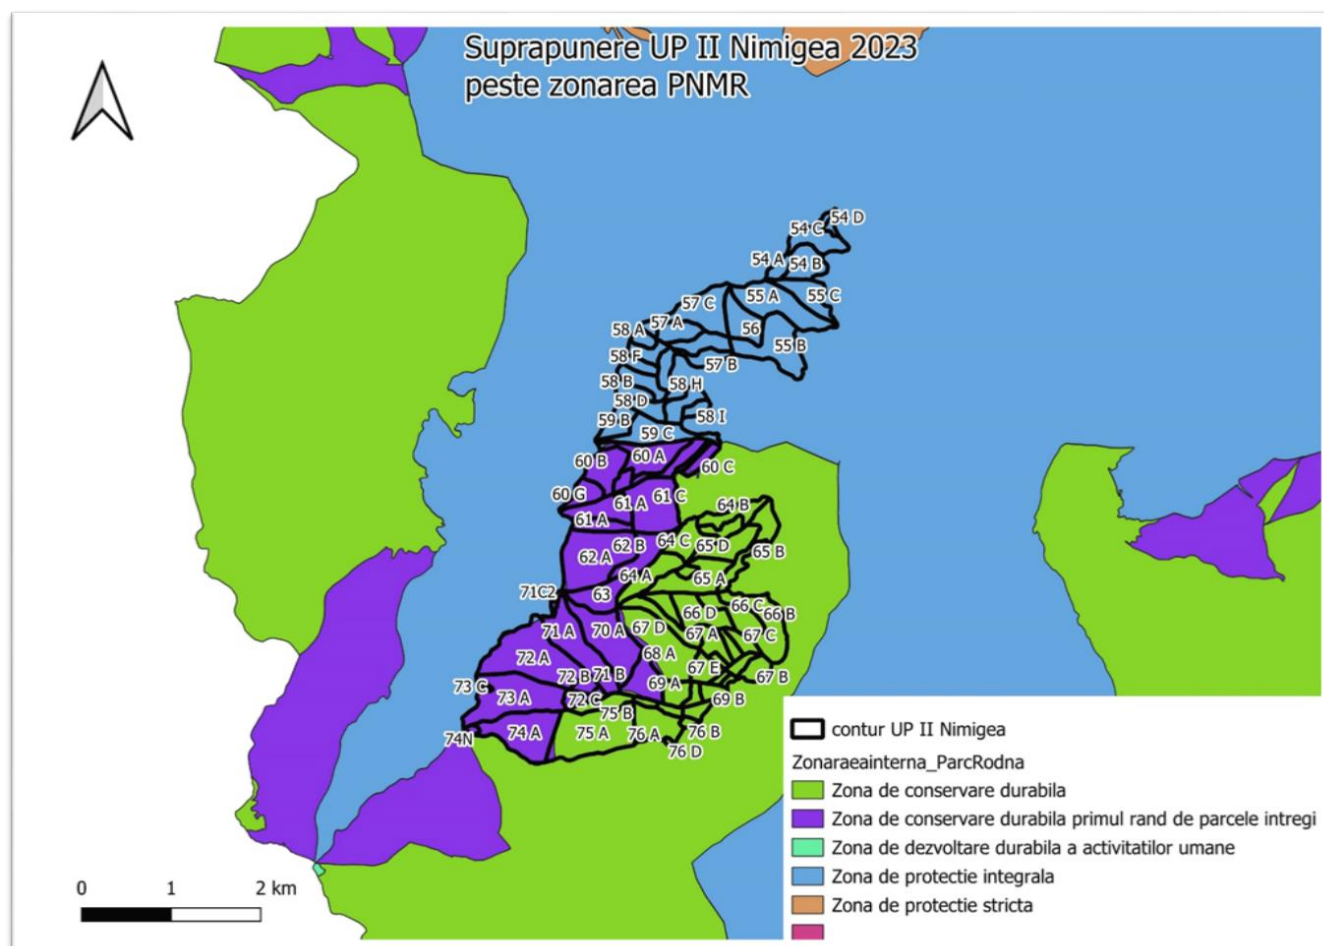 Suprapunere UP II Nimigea 2023
peste zonarea PNMR
54 D
54 C
54 A
54 B
57 C
55 A
55 C
58 A
57 A
56
55 B
58 F
57 B
58 B
58 H
58 D
59 B
58 I
59 C
60 B
60 A
60 C
60 G
61 A
61 C
64 B
61 A
64 C
65 D
62 B
65 B
62 A
64 A
65 A
71C2
63
66 D
66 C
66 B
71 A
70 A
67 D
67 A
67 C
72 A
68 A
67 E
72 B
71 B
67 B
73 C
69 A
73 A
72 C
69 B
75 B
74N
74 A
75 A
76 A
76 B
76 D
contur UP II Nimigea
Zonaraeainterna_ParcRodna
Zona de conservare durabila
Zona de conservare durabila primul rand de parcele intregi
Zona de dezvoltare durabila a activitatilor umane
Zona de protectie integrala
Zona de protectie stricta
0 1 2 km